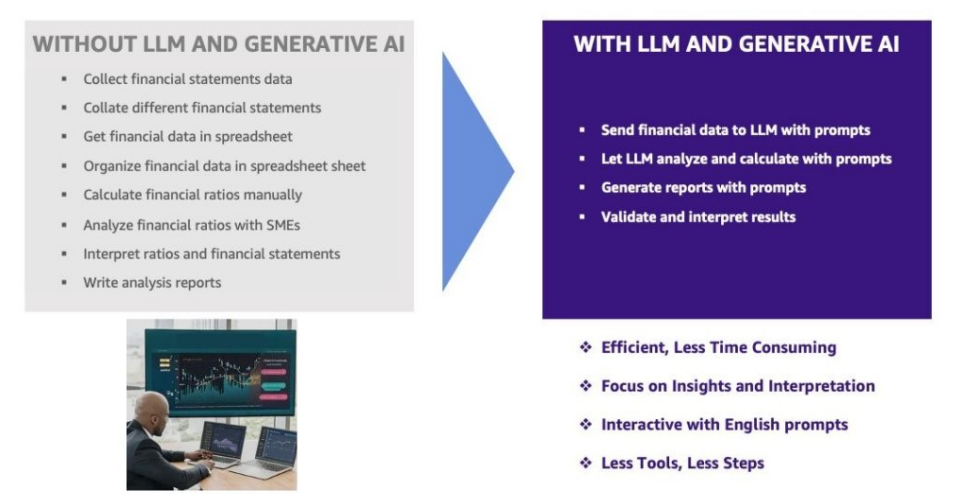 WITHOUT LLM AND GENERATIVE AI
▪ Collect financial statements data
▪ Collate different financial statements
▪ Get financial data in spreadsheet
▪ Organize financial data in spreadsheet sheet
▪ Calculate financial ratios manually
▪ Analyze financial ratios with SMEs
▪ Interpret ratios and financial statements
▪ Write analysis reports
WITH LLM AND GENERATIVE AI
▪ Send financial data to LLM with prompts
▪ Let LLM analyze and calculate with prompts
▪ Generate reports with prompts
▪ Validate and interpret results
❖ Efficient, Less Time Consuming
❖ Focus on Insights and Interpretation
❖ Interactive with English prompts
❖ Less Tools, Less Steps